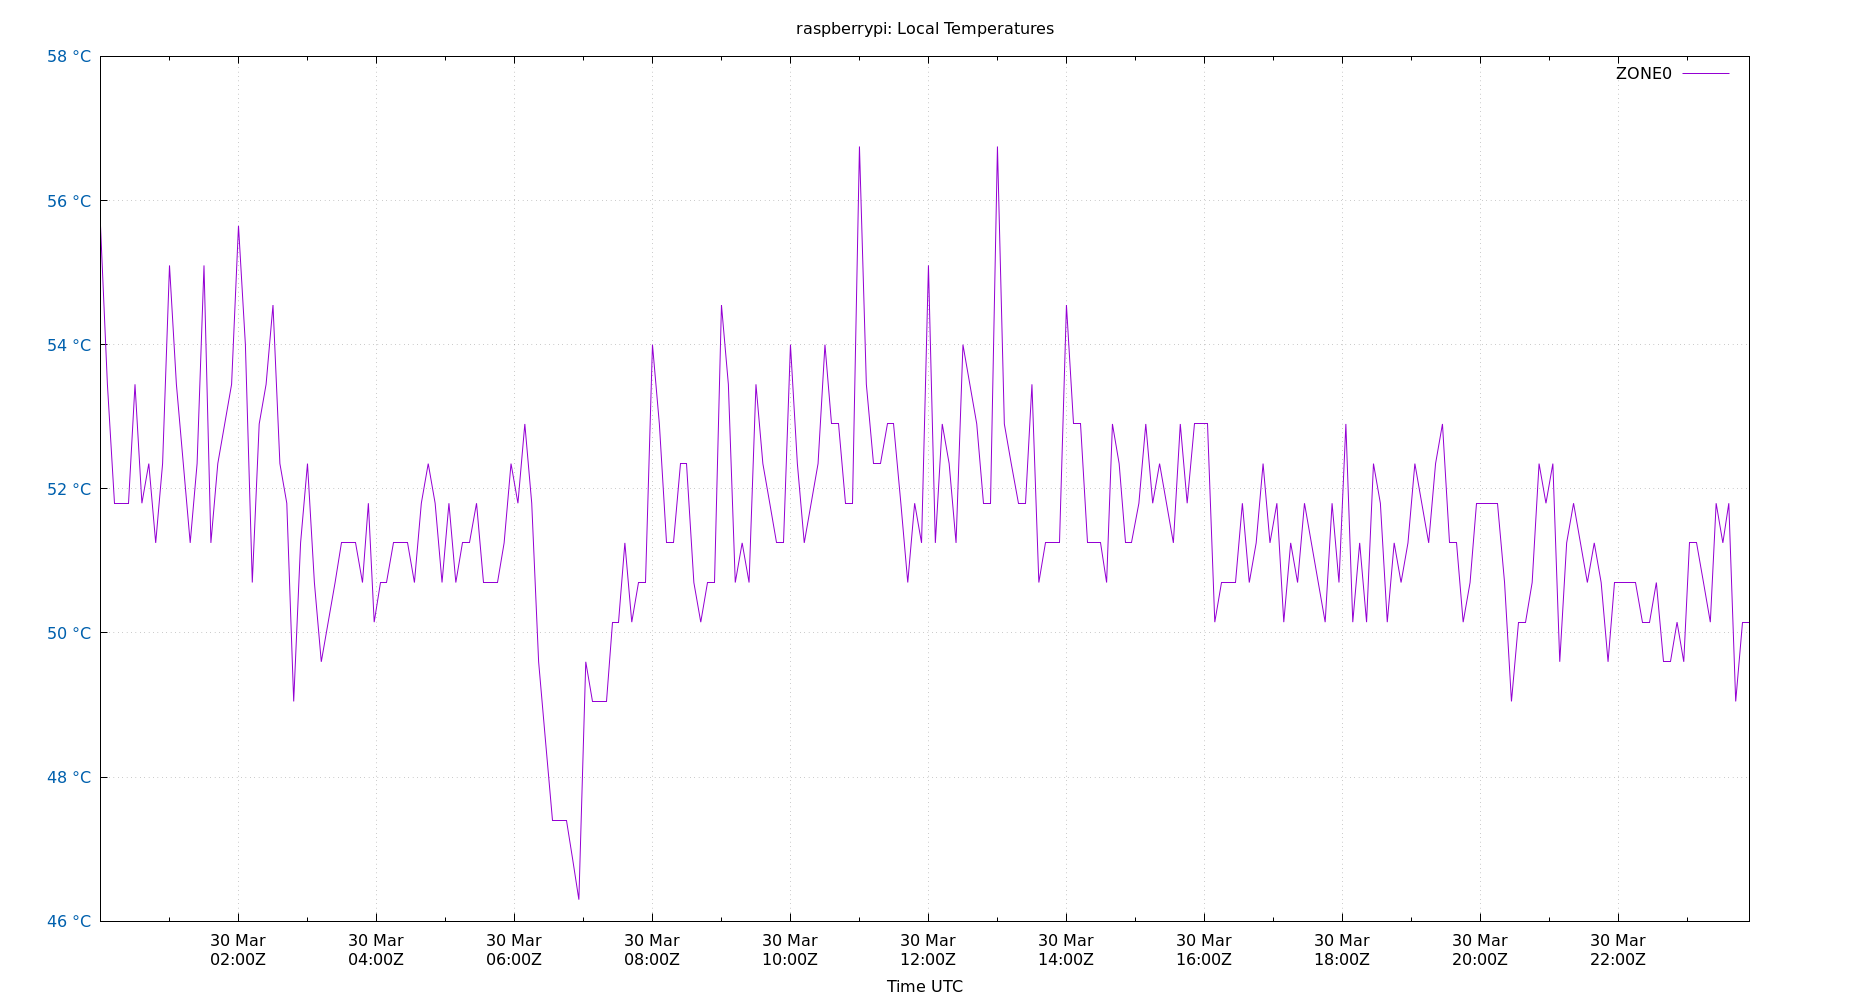 raspberrypi: Local Temperatures
58 °C
ZONE0
56 °C
54 °C
52 °C
50 °C
48 °C
46 °C
30 Mar 30 Mar 30 Mar 30 Mar 30 Mar 30 Mar 30 Mar 30 Mar 30 Mar 30 Mar 30 Mar
02:00Z 04:00Z 06:00Z 08:00Z 10:00Z 12:00Z 14:00Z 16:00Z 18:00Z 20:00Z 22:00Z
Time UTC